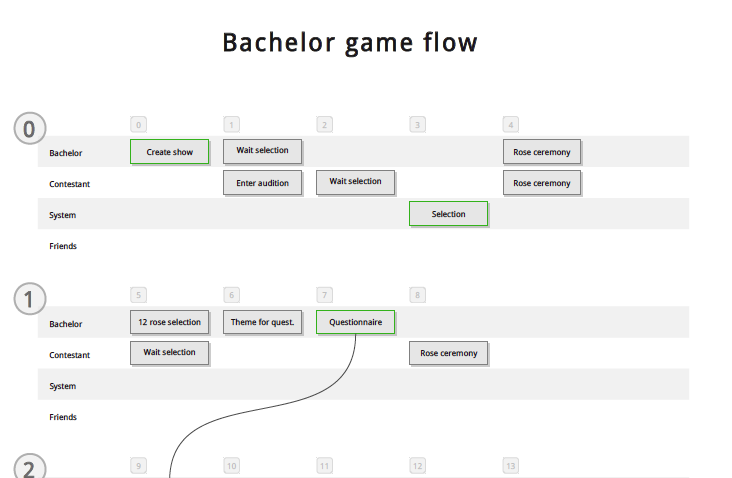 Bachelor game flow
0
0 1 2 3 4
Bachelor Create show Wait selection Rose ceremony
Contestant Enter audition Wait selection Rose ceremony
System Selection
Friends
1
5 6 7 8
Bachelor 12 rose selection Theme for quest. Questionnaire
Contestant Wait selection Rose ceremony
System
Friends
2
9 10 11 12 13